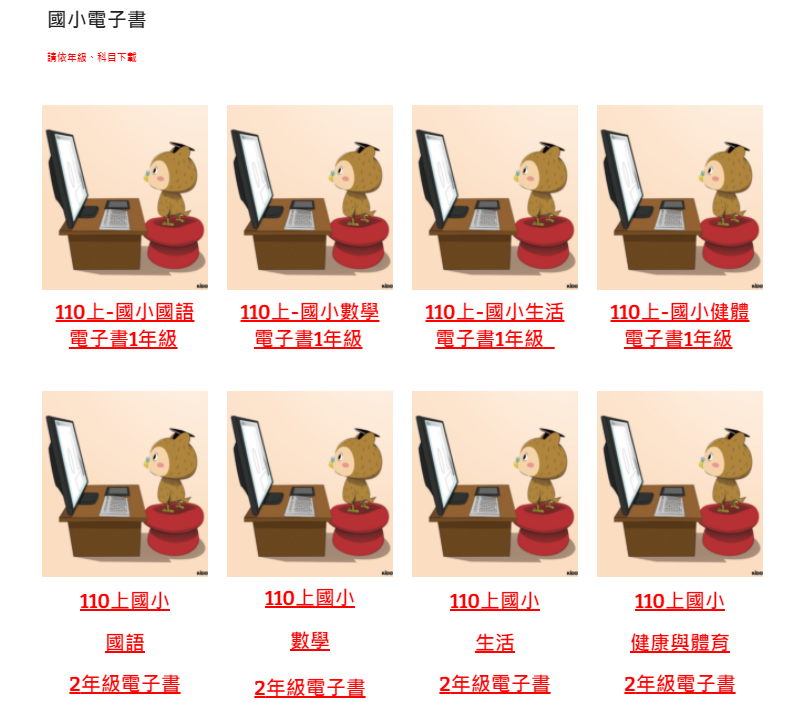 國小電子書
請依年級、科目下載
110上-國小國語
電子書1年級
110上-國小數學
電子書1年級
110上-國小生活
電子書1年級
110上-國小健體
電子書1年級
110上國小
國語
2年級電子書
110上國小
數學
2年級電子書
110上國小
生活
2年級電子書
110上國小
健康與體育
2年級電子書